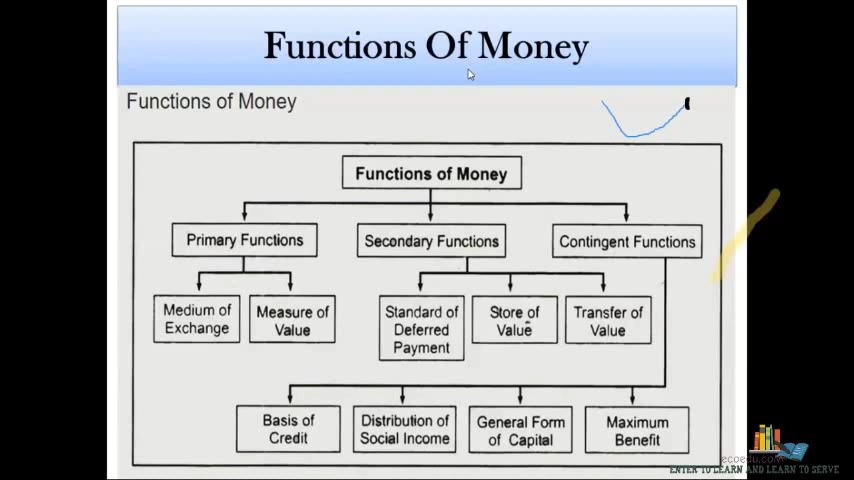 Functions Of Money
Functions of Money
Functions of Money
Primary Functions
Secondary Functions
Contingent Functions
Medium of
Exchange
Measure of
Value
Standard of
Deferred
Payment
Store of
Value
Transfer of
Value
Basis of
Credit
Distribution of
Social Income
General Form
of Capital
Maximum
Benefit
ecoedu.com
ENTER TO LEARN AND LEARN TO SERVE